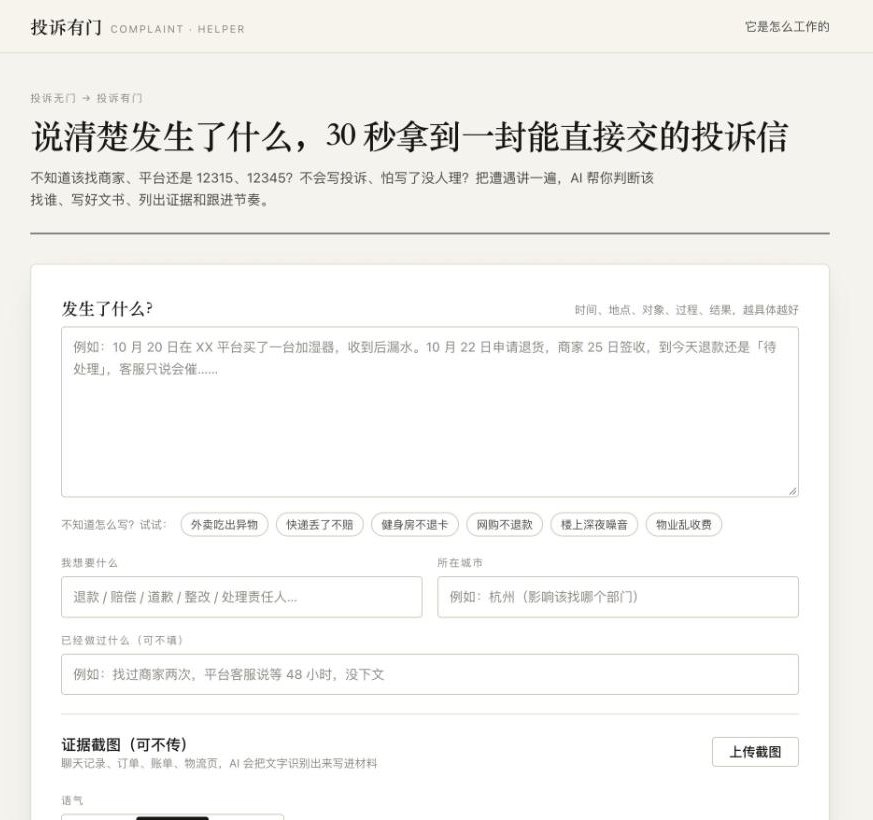 投诉有门 COMPLAINT · HELPER
它是怎么工作的
投诉无门 → 投诉有门
说清楚发生了什么，30 秒拿到一封能直接交的投诉信
不知道该找商家、平台还是 12315、12345？不会写投诉、怕写了没人理？把遭遇讲一遍，AI 帮你判断该
找谁、写好文书、列出证据和跟进节奏。
发生了什么？
时间、地点、对象、过程、结果，越具体越好
例如：10 月 20 日在 XX 平台买了一台加湿器，收到后漏水。10 月 22 日申请退货，商家 25 日签收，到今天退款还是「待
处理」，客服只说会催……
不知道怎么写？试试：
外卖吃出异物
快递丢了不赔
健身房不退卡
网购不退款
楼上深夜噪音
物业乱收费
我想要什么
所在城市
退款 / 赔偿 / 道歉 / 整改 / 处理责任人...
例如：杭州（影响该找哪个部门）
已经做过什么（可不填）
例如：找过商家两次，平台客服说等 48 小时，没下文
证据截图（可不传）
聊天记录、订单、账单、物流页，AI 会把文字识别出来写进材料
上传截图
语气